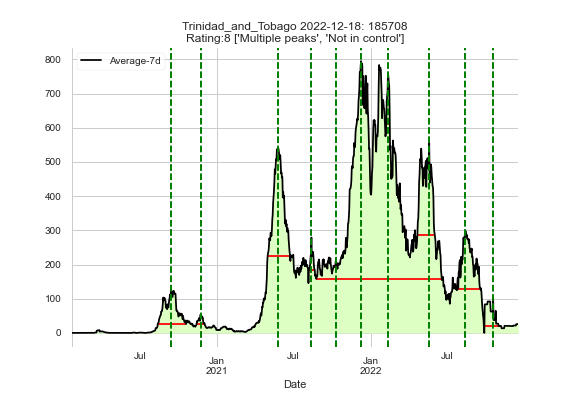 Trinidad_and_Tobago 2022-12-18: 185708
Rating:8 ['Multiple peaks', 'Not in control']
Average-7d
800
700
600
500
400
300
200
100
0
Jul
Jan
2021
Jul
Jan
2022
Jul
Date